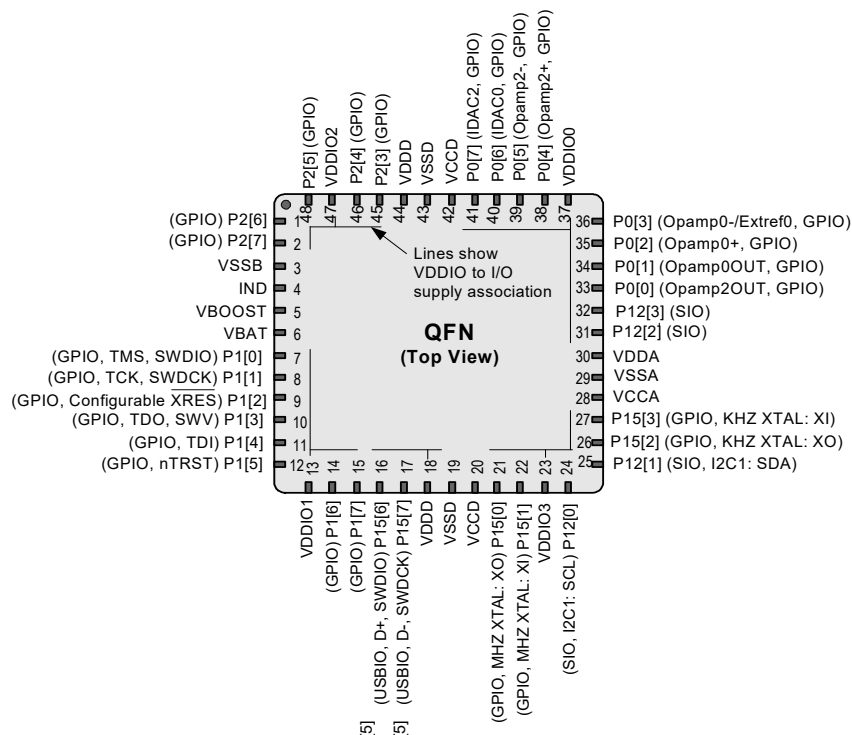 P2[5] (GPIO)
VDDIO2
P2[4] (GPIO)
P2[3] (GPIO)
VDDD
VSSD
VCCD
P0[7] (IDAC2, GPIO)
P0[6] (IDAC0, GPIO)
P0[5] (Opamp2-, GPIO)
P0[4] (Opamp2+, GPIO)
VDDIO0
48
47
46
45
44
43
42
41
40
39
38
37
(GPIO) P2[6] 1
(GPIO) P2[7] 2
VSSB 3
IND 4
VBOOST 5
VBAT 6
(GPIO, TMS, SWDIO) P1[0] 7
(GPIO, TCK, SWDCK) P1[1] 8
(GPIO, Configurable XRES) P1[2] 9
(GPIO, TDO, SWV) P1[3] 10
(GPIO, TDI) P1[4] 11
(GPIO, nTRST) P1[5] 12
Lines show
VDDIO to I/O
supply association
QFN
(Top View)
36 P0[3] (Opamp0-/Extref0, GPIO)
35 P0[2] (Opamp0+, GPIO)
34 P0[1] (Opamp0OUT, GPIO)
33 P0[0] (Opamp2OUT, GPIO)
32 P12[3] (SIO)
31 P12[2] (SIO)
30 VDDA
29 VSSA
28 VCCA
27 P15[3] (GPIO, KHZ XTAL: XI)
26 P15[2] (GPIO, KHZ XTAL: XO)
25 P12[1] (SIO, I2C1: SDA)
13
14
15
16
17
18
19
20
21
22
23
24
VDDIO1
(GPIO) P1[6]
(GPIO) P1[7]
(USBIO, D+, SWDIO) P15[6]
(USBIO, D-, SWDCK) P15[7]
VDDD
VSSD
VCCD
(GPIO, MHZ XTAL: XO) P15[0]
(GPIO, MHZ XTAL: XI) P15[1]
VDDIO3
(SIO, I2C1: SCL) P12[0]
[5]
[5]